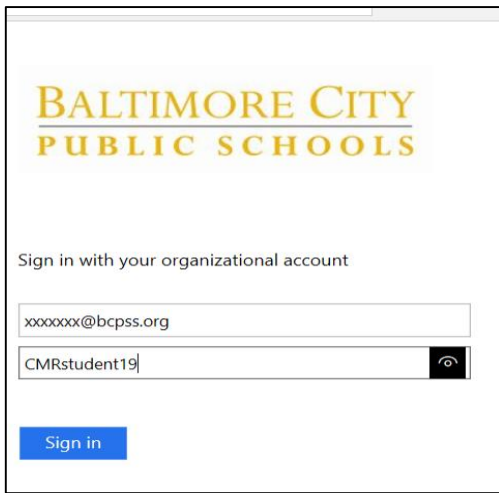 BALTIMORE CITY
PUBLIC SCHOOLS
Sign in with your organizational account
xxxxxxx@bcpss.org
CMRstudent19
Sign in